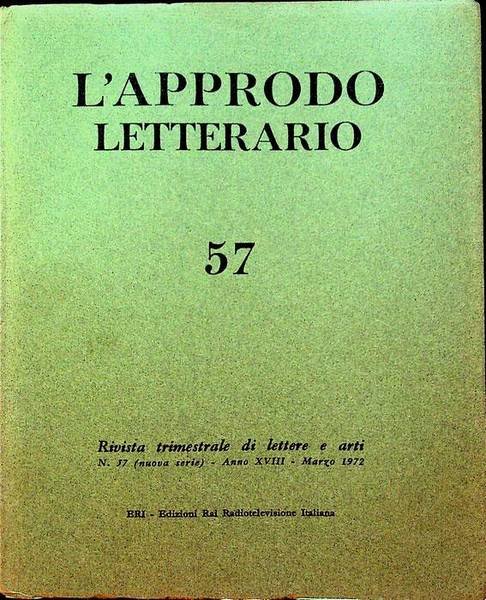 L'APPRODO
LETTERARIO
57
Rivista trimestrale di lettere e arti
N. 57 (nuova serie) - Anno XVIII - Marzo 1972
ERI - Edizioni Rai Radiotelevisione Italiana